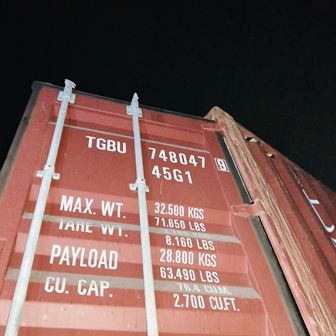 TGBU 748047 9
45G1
MAX. WT. 32.500 KGS
71.650 LBS
TARE WT.
8.160 LBS
PAYLOAD 28.800 KGS
63.490 LBS
CU. CAP. 76.4 CU.M.
2.700 CU.FT.